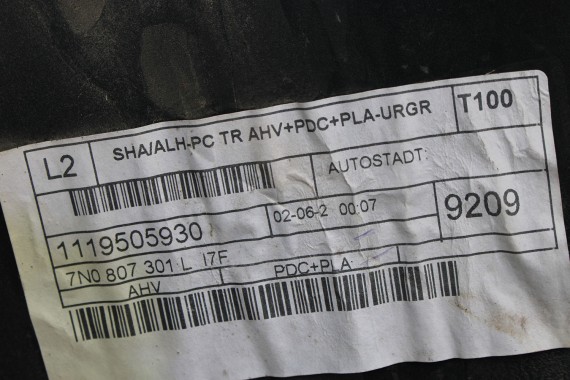 L2 SHA/ALH-PC TR AHV+PDC+PLA-URGR T100
AUTOSTADT:
1119505930 02-06-2 00:07 9209
7N0 807 301 L 17F
AHV PDC+PLA